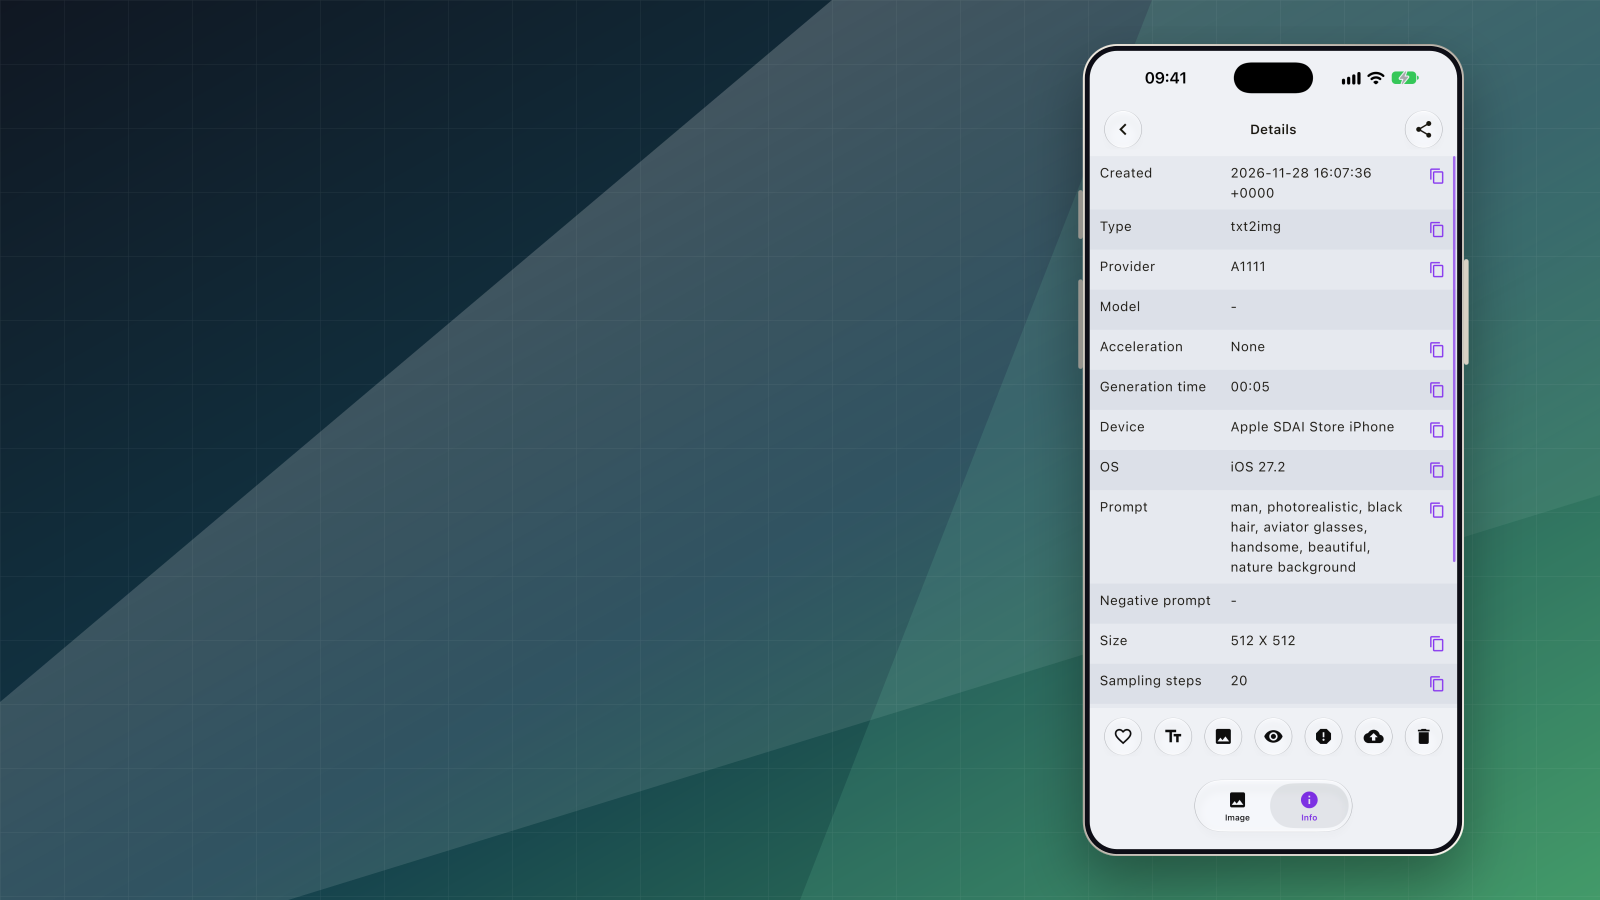 09:41
Details
Created 2026-11-28 16:07:36
+0000
Type txt2img
Provider A1111
Model -
Acceleration None
Generation time 00:05
Device Apple SDAI Store iPhone
OS iOS 27.2
Prompt man, photorealistic, black
hair, aviator glasses,
handsome, beautiful,
nature background
Negative prompt -
Size 512 X 512
Sampling steps 20
Image Info